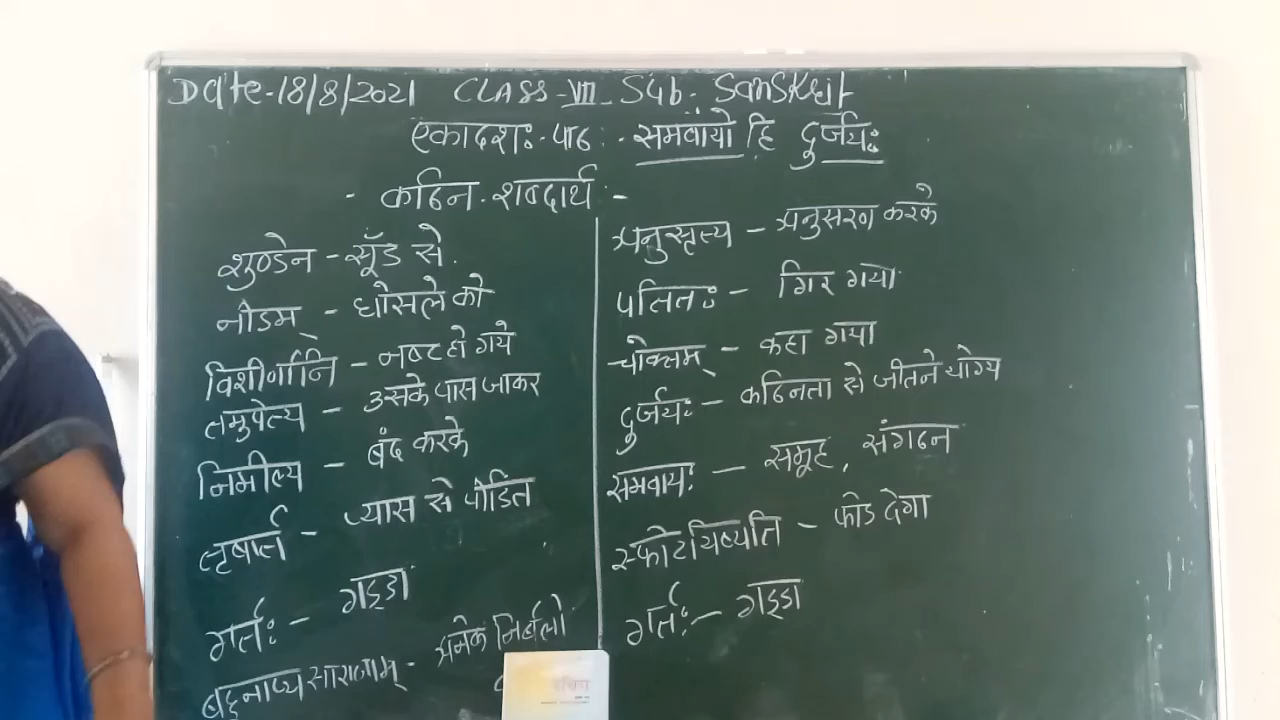 Date-18/8/2021 CLASS-VII Sub- Sanskrit
एकादशः पाठ:- समवायो हि दुर्जयः
- कठिन-शब्दार्थ -
शुण्डेन - सूँड से.
नीडम् - घोसले को
विशीर्णानि - नष्ट हो गये
तमुपेत्य - उसके पास जाकर
निमील्य - बंद करके
तृषार्त - प्यास से पीडित
गर्तः - गड्डा
बहूनाप्यसाराणाम् - अनेक निर्बलो
अनुसृत्य - अनुसरण करके
पतितः - गिर गया
चोक्तम् - कहा गया
दुर्जयः - कठिनता से जीतने योग्य
समवायः - समूह, संगठन
स्फोटयिष्यति - फोड देगा
गर्तः - गड्डा